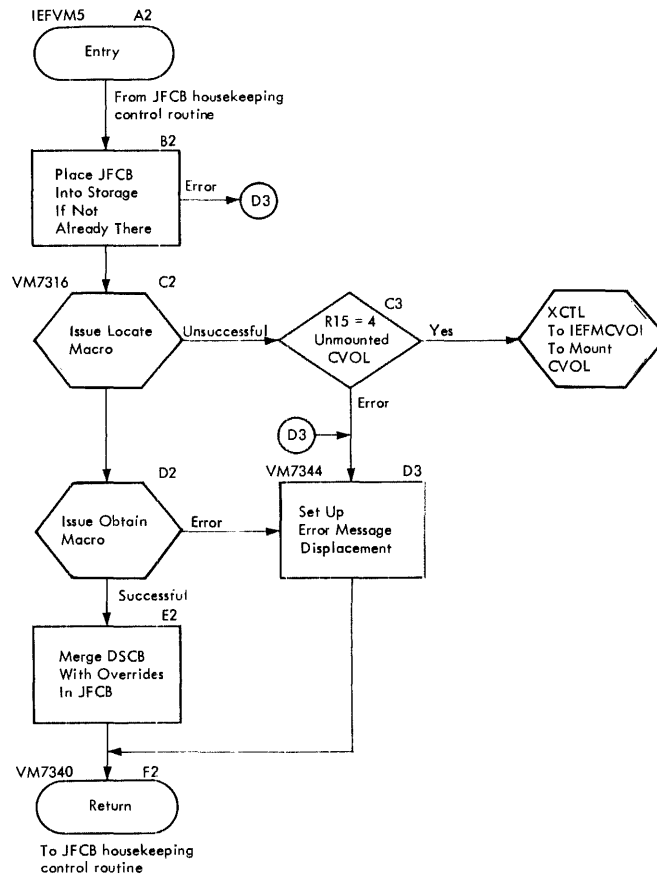 IEFVM5 A2
Entry
From JFCB housekeeping
control routine
B2
Place JFCB
Into Storage
If Not
Already There
Error
D3
VM7316 C2
Issue Locate
Macro
Unsuccessful
C3
R15 = 4
Unmounted
CVOL
Yes
XCTL
To IEFMCVOI
To Mount
CVOL
Error
D3
D2
Issue Obtain
Macro
Error
VM7344 D3
Set Up
Error Message
Displacement
Successful
E2
Merge DSCB
With Overrides
In JFCB
VM7340 F2
Return
To JFCB housekeeping
control routine